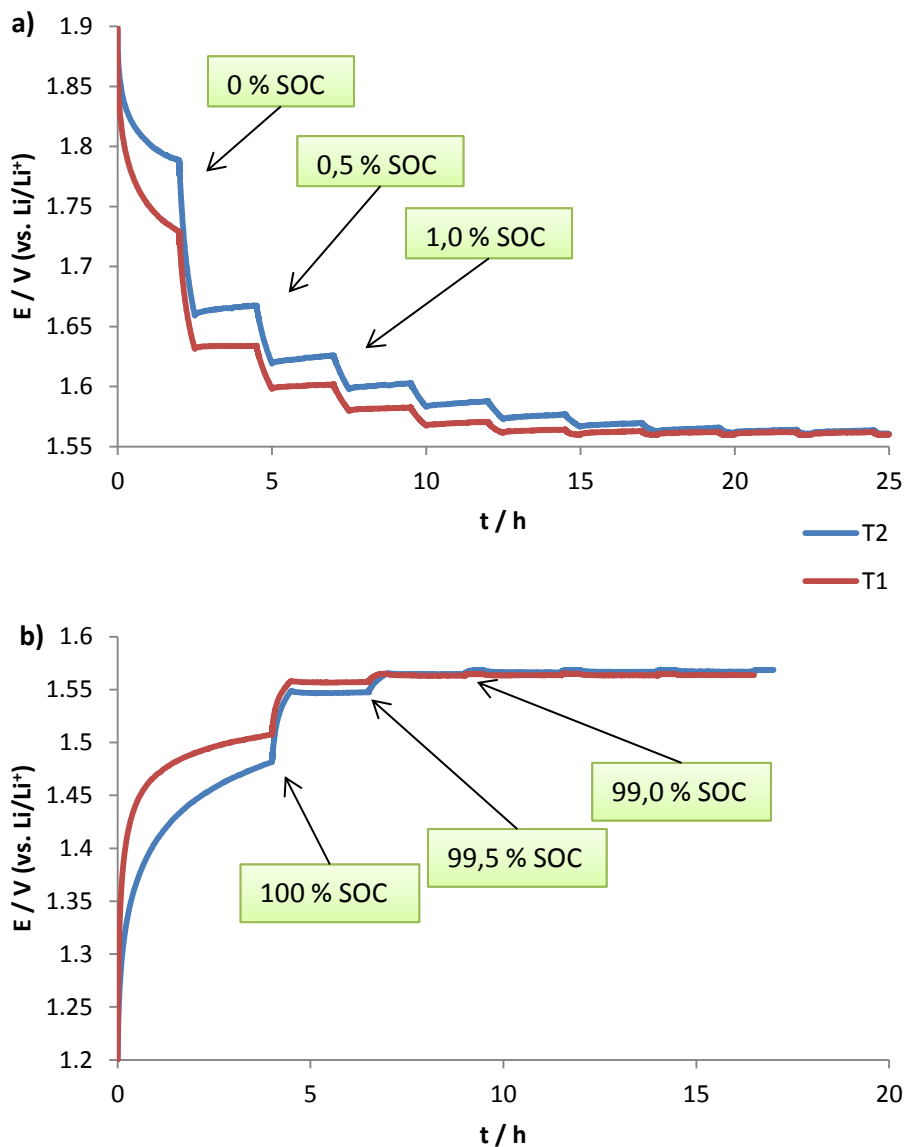 a)
1.9
1.85
1.8
1.75
1.7
1.65
1.6
1.55
E / V (vs. Li/Li⁺)
0 % SOC
0,5 % SOC
1,0 % SOC
0 5 10 15 20 25
t / h
T2
T1
b)
1.6
1.55
1.5
1.45
1.4
1.35
1.3
1.25
1.2
E / V (vs. Li/Li⁺)
99,0 % SOC
99,5 % SOC
100 % SOC
0 5 10 15 20
t / h